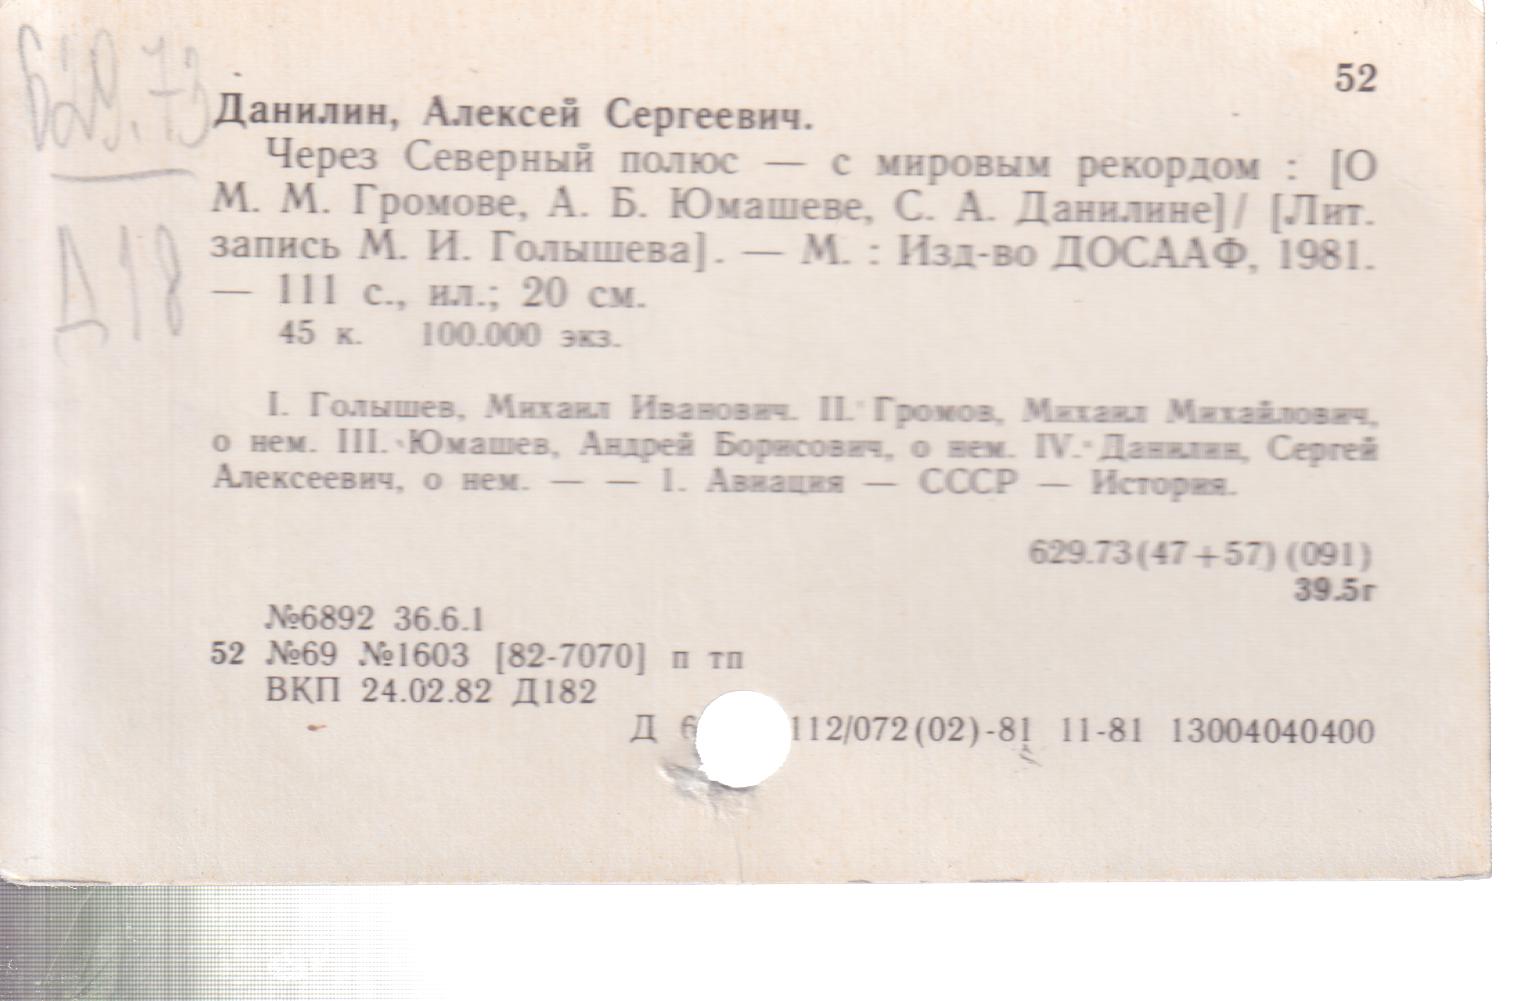 52
629.73
Данилин, Алексей Сергеевич.
Через Северный полюс — с мировым рекордом : [О
М. М. Громове, А. Б. Юмашеве, С. А. Данилине]/ [Лит.
Д18
запись М. И. Голышева]. — М. : Изд-во ДОСААФ, 1981.
— 111 с., ил.; 20 см.
45 к. 100.000 экз.
I. Голышев, Михаил Иванович. II. Громов, Михаил Михайлович,
о нем. III. Юмашев, Андрей Борисович, о нем. IV. Данилин, Сергей
Алексеевич, о нем. — — 1. Авиация — СССР — История.
629.73(47+57)(091)
39.5г
№6892 36.6.1
52 №69 №1603 [82-7070] п тп
ВКП 24.02.82 Д182
Д 112/072(02)-81 11-81 13004040400